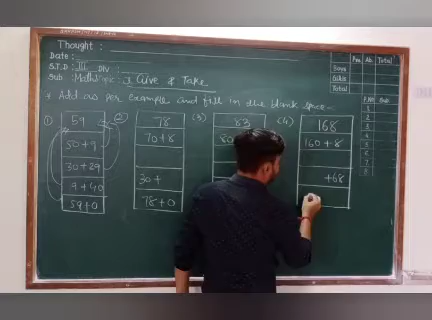 Thought :
Date :
S.T.D : III Div :
Sub : Maths Topic : Give & Take
* Add as per example and fill in the blank space.
Pre. Ab. Total
Boys
Girls
Total
(1) 59
50+9
30+29
9+40
59+0
(2) 78
70+8
30+
78+0
(3) 83
80
(4) 168
160+8
+68
1
2
3
4
5
6
7
8